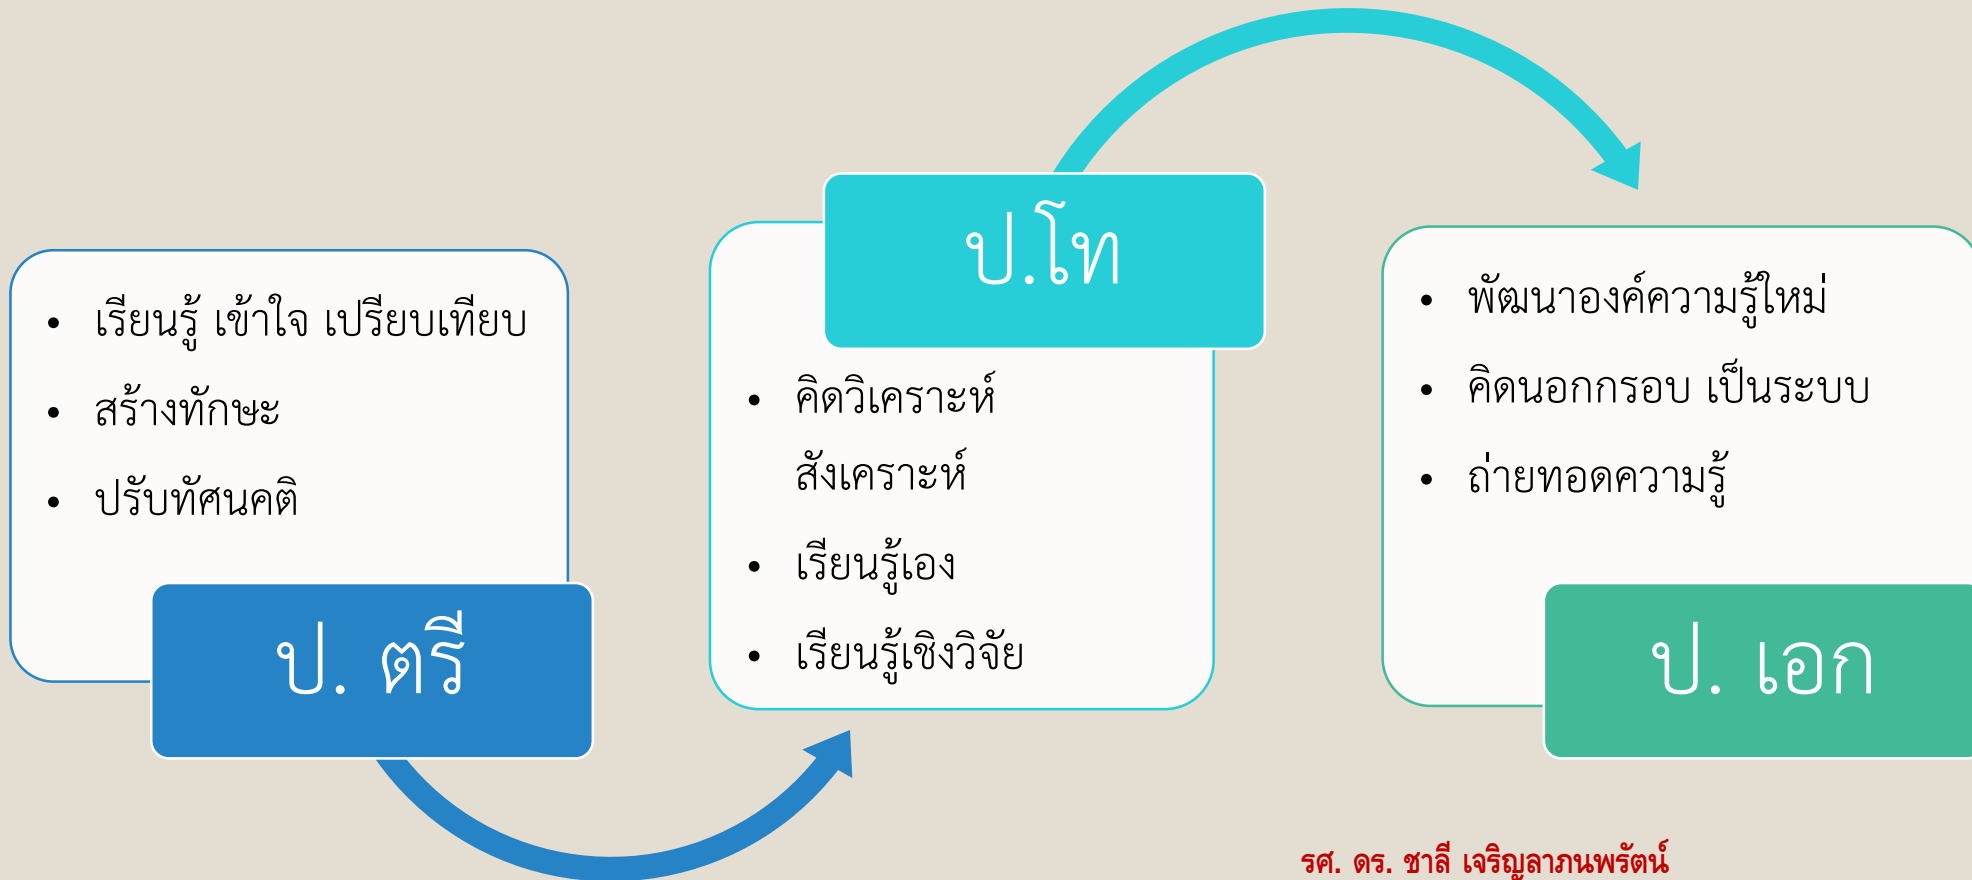 เรียนรู้ เข้าใจ เปรียบเทียบ
สร้างทักษะ
ปรับทัศนคติ
ป. ตรี
ป.โท
คิดวิเคราะห์
สังเคราะห์
เรียนรู้เอง
เรียนรู้เชิงวิจัย
พัฒนาองค์ความรู้ใหม่
คิดนอกกรอบ เป็นระบบ
ถ่ายทอดความรู้
ป. เอก
รศ. ดร. ชาลี เจริญลาภนพรัตน์